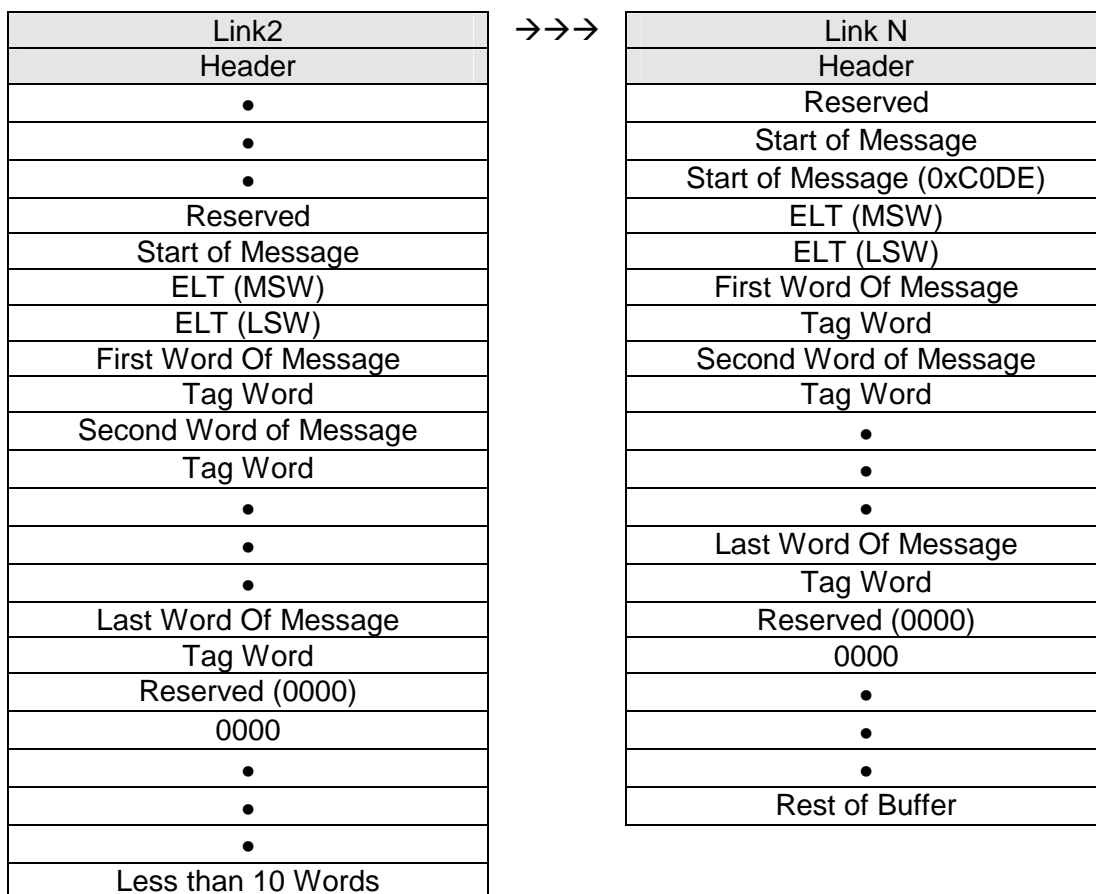 Link2
Header
•
•
•
Reserved
Start of Message
ELT (MSW)
ELT (LSW)
First Word Of Message
Tag Word
Second Word of Message
Tag Word
•
•
•
Last Word Of Message
Tag Word
Reserved (0000)
0000
•
•
•
Less than 10 Words
→→→
Link N
Header
Reserved
Start of Message
Start of Message (0xC0DE)
ELT (MSW)
ELT (LSW)
First Word Of Message
Tag Word
Second Word of Message
Tag Word
•
•
•
Last Word Of Message
Tag Word
Reserved (0000)
0000
•
•
•
Rest of Buffer